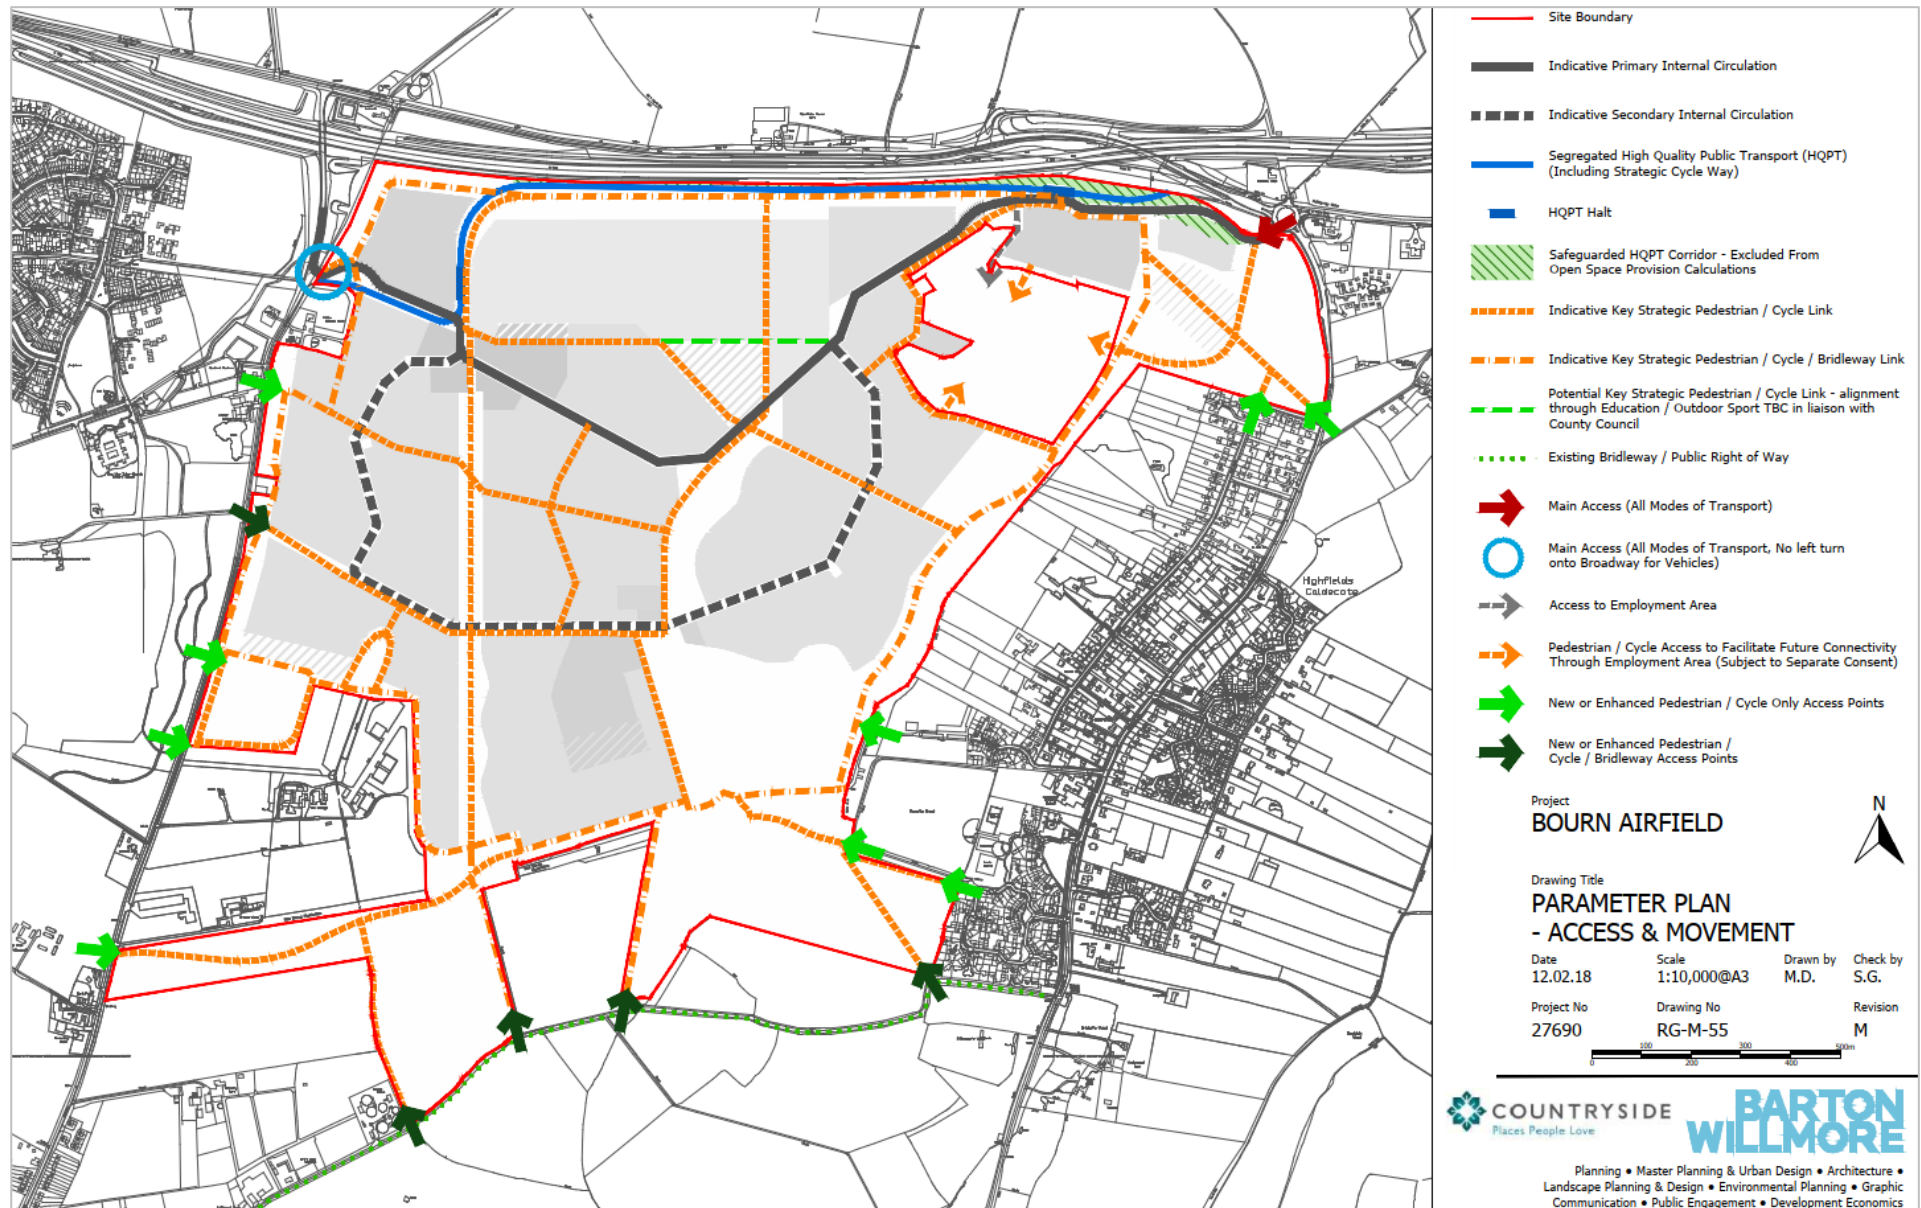 Site Boundary
Indicative Primary Internal Circulation
Indicative Secondary Internal Circulation
Segregated High Quality Public Transport (HQPT)
(Including Strategic Cycle Way)
HQPT Halt
Safeguarded HQPT Corridor - Excluded From
Open Space Provision Calculations
Indicative Key Strategic Pedestrian / Cycle Link
Indicative Key Strategic Pedestrian / Cycle / Bridleway Link
Potential Key Strategic Pedestrian / Cycle Link - alignment
through Education / Outdoor Sport TBC in liaison with
County Council
Existing Bridleway / Public Right of Way
Main Access (All Modes of Transport)
Main Access (All Modes of Transport, No left turn
onto Broadway for Vehicles)
Access to Employment Area
Pedestrian / Cycle Access to Facilitate Future Connectivity
Through Employment Area (Subject to Separate Consent)
New or Enhanced Pedestrian / Cycle Only Access Points
New or Enhanced Pedestrian /
Cycle / Bridleway Access Points
Highfields
Caldecote
Project
BOURN AIRFIELD
N
Drawing Title
PARAMETER PLAN
- ACCESS & MOVEMENT
Date Scale Drawn by Check by
12.02.18 1:10,000@A3 M.D. S.G.
Project No Drawing No Revision
27690 RG-M-55 M
100 300 500m
0 200 400
COUNTRYSIDE
Places People Love
BARTON
WILLMORE
Planning • Master Planning & Urban Design • Architecture •
Landscape Planning & Design • Environmental Planning • Graphic
Communication • Public Engagement • Development Economics